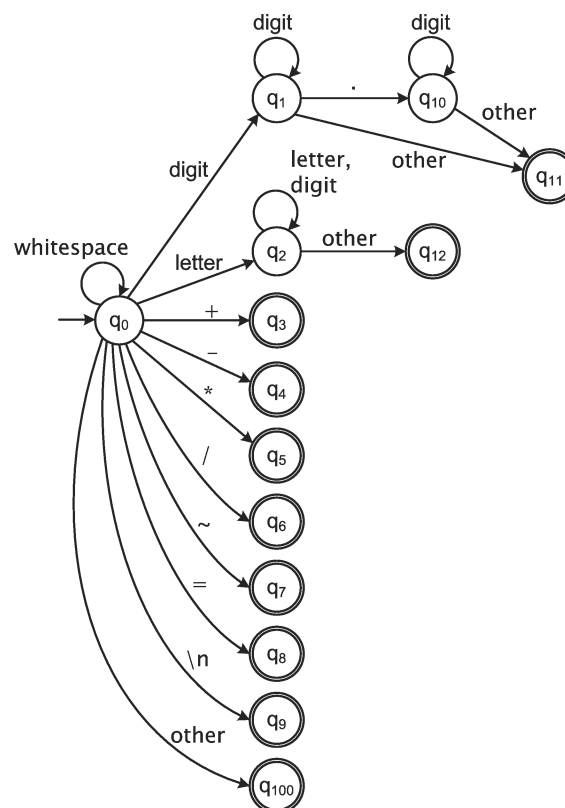 digit digit
q1 . q10
other
other
q11
digit
letter,
digit
whitespace
letter
q2 other q12
q0 + q3
-
q4
*
q5
/
q6
~
q7
=
q8
\n
q9
other
q100